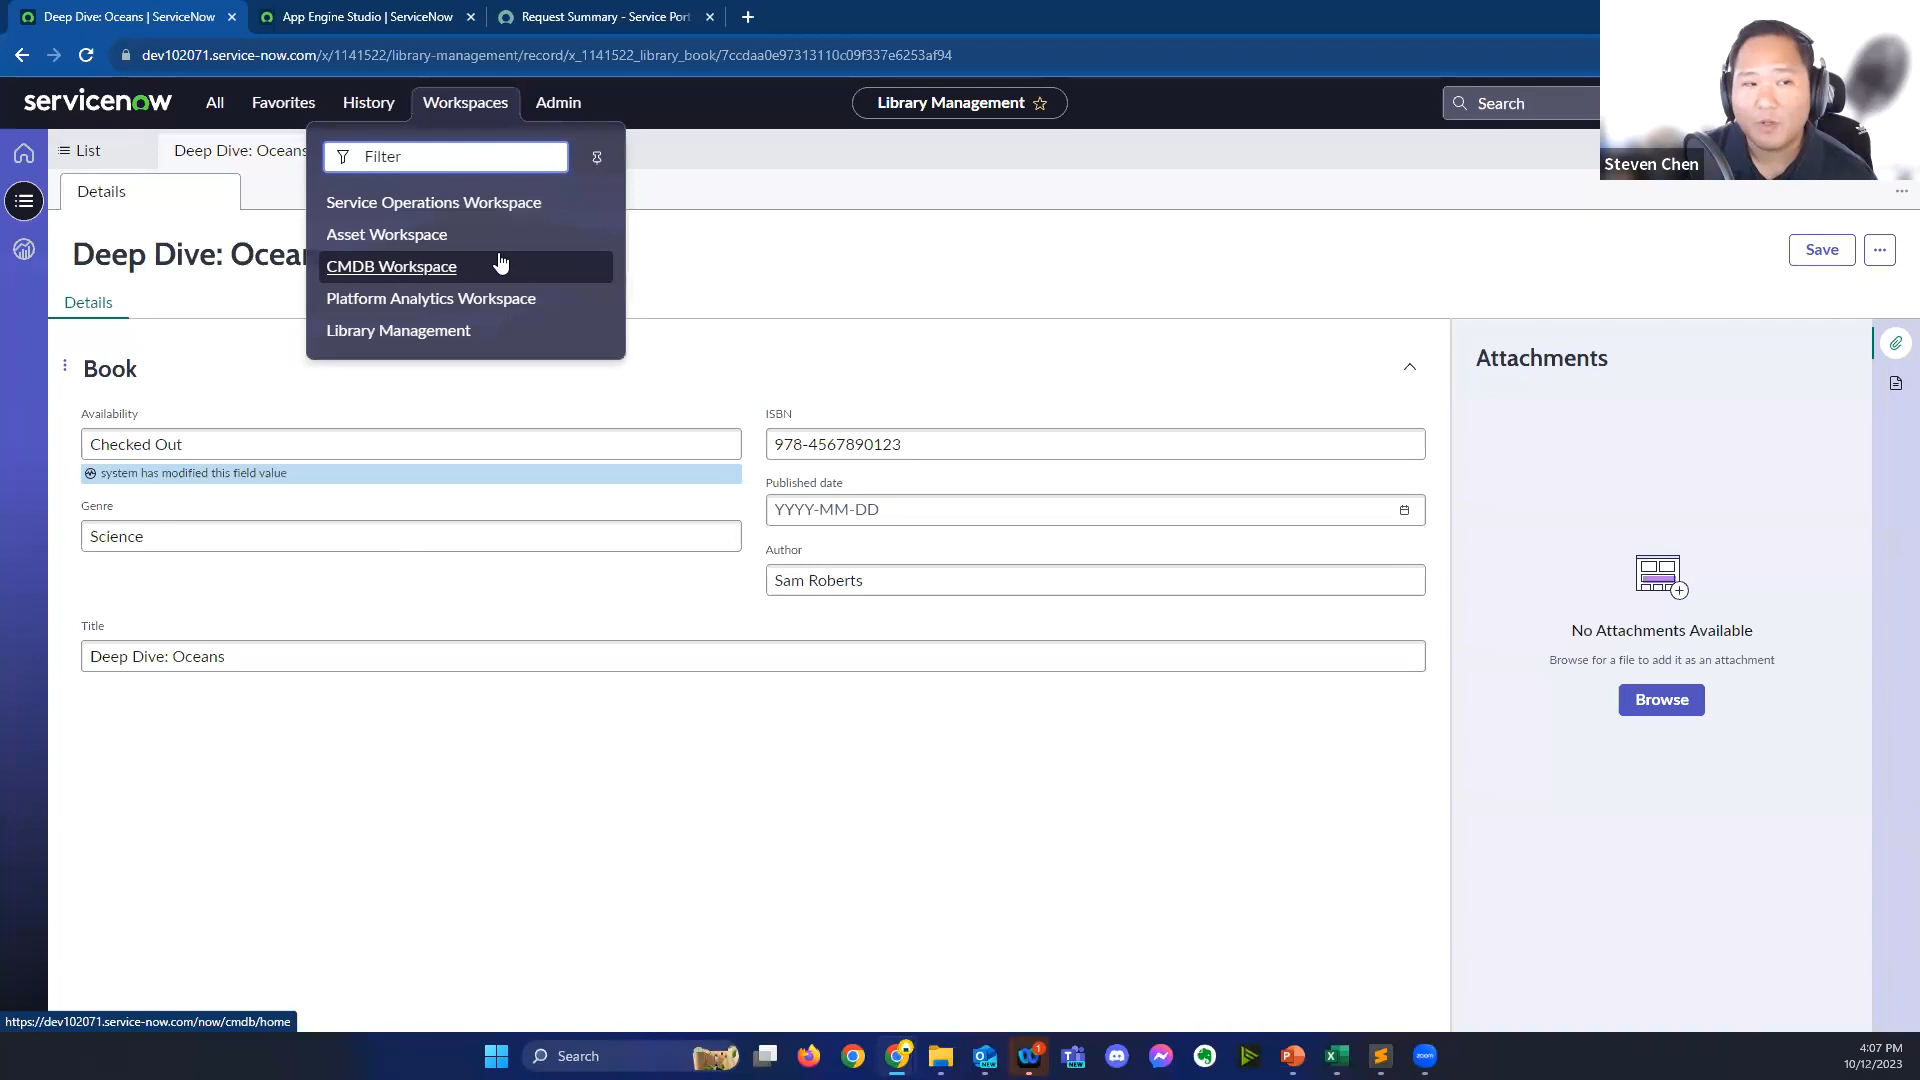 Deep Dive: Oceans | ServiceNow
App Engine Studio | ServiceNow
Request Summary - Service Port
dev102071.service-now.com/x/1141522/library-management/record/x_1141522_library_book/7ccdaa0e97313110c09f337e6253af94
servicenow
All
Favorites
History
Workspaces
Admin
Library Management
Search
Steven Chen
List
Deep Dive: Oceans
Filter
Details
Service Operations Workspace
Asset Workspace
CMDB Workspace
Platform Analytics Workspace
Library Management
Deep Dive: Ocean
Save
Details
Book
Attachments
Availability
Checked Out
system has modified this field value
Genre
Science
ISBN
978-4567890123
Published date
YYYY-MM-DD
Author
Sam Roberts
Title
Deep Dive: Oceans
No Attachments Available
Browse for a file to add it as an attachment
Browse
https://dev102071.service-now.com/now/cmdb/home
Search
4:07 PM
10/12/2023